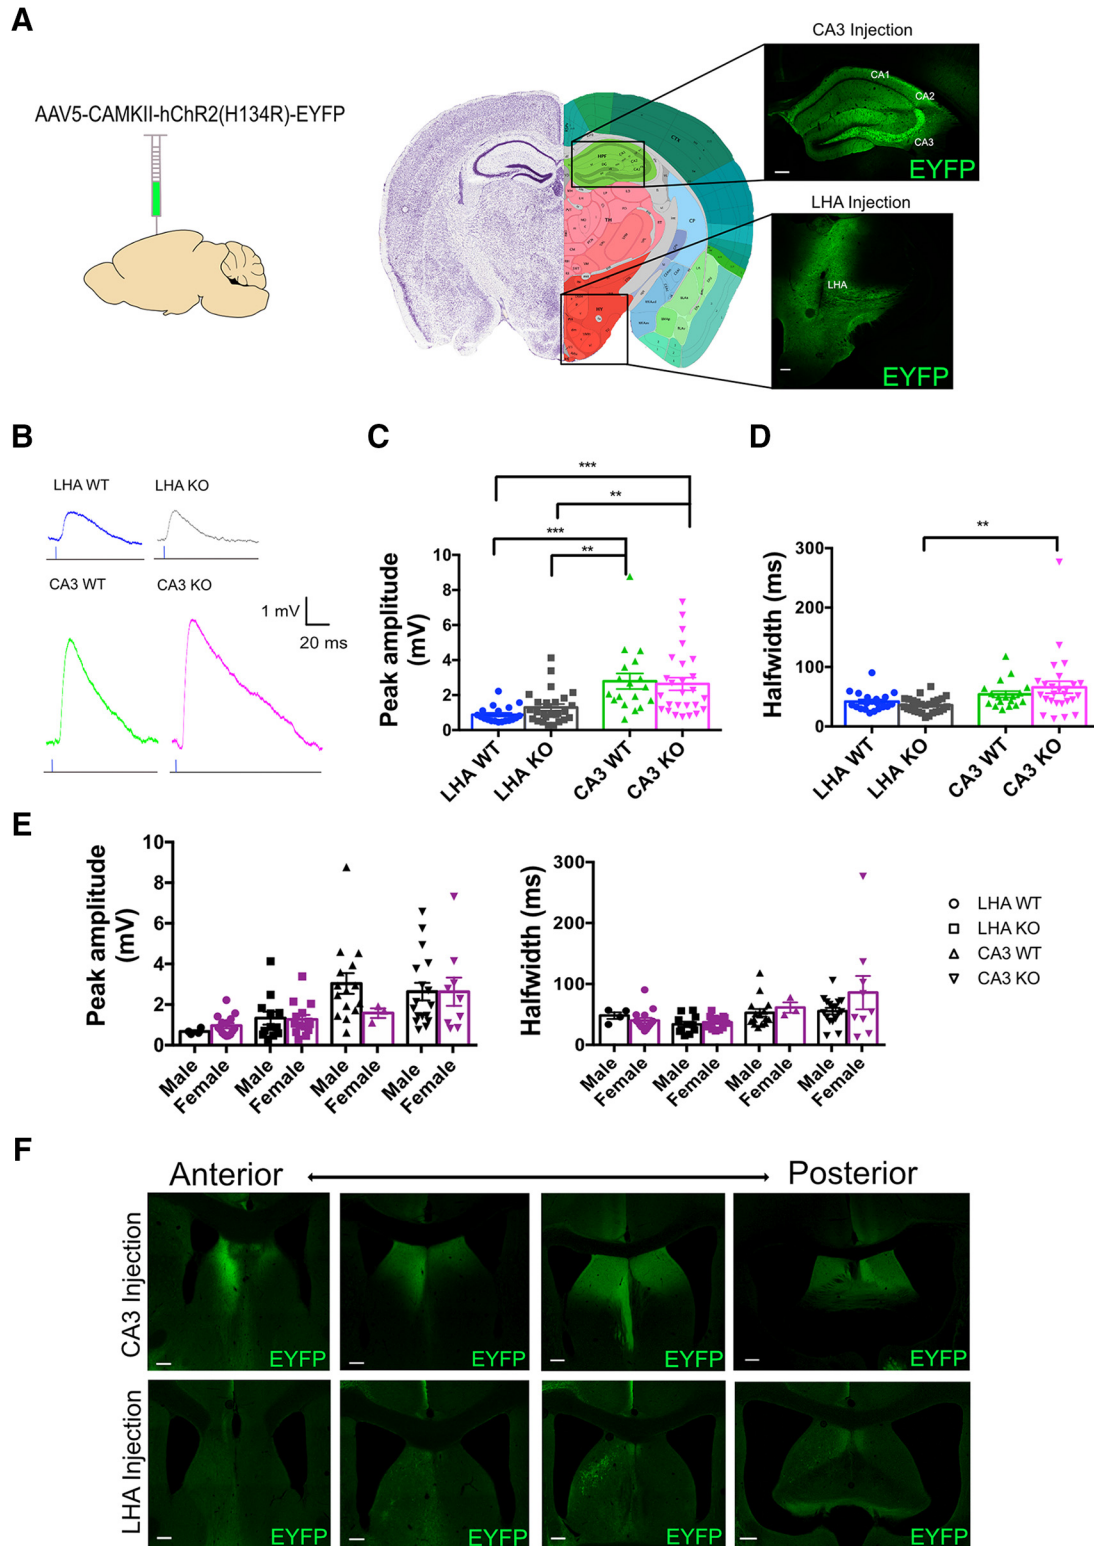 A
AAV5-CAMKII-hChR2(H134R)-EYFP
CA3 Injection
CA1
CA2
CA3
EYFP
LHA Injection
LHA
EYFP
HPF
TH
HY
CP
CTX
B
LHA WT
LHA KO
CA3 WT
CA3 KO
1 mV
20 ms
C
***
**
***
**
Peak amplitude
(mV)
10
8
6
4
2
0
LHA WT
LHA KO
CA3 WT
CA3 KO
D
**
Halfwidth (ms)
300
200
100
0
LHA WT
LHA KO
CA3 WT
CA3 KO
E
Peak amplitude
(mV)
10
8
6
4
2
0
Male
Female
Male
Female
Male
Female
Male
Female
Halfwidth (ms)
300
200
100
0
Male
Female
Male
Female
Male
Female
Male
Female
LHA WT
LHA KO
CA3 WT
CA3 KO
F
Anterior
Posterior
CA3 Injection
EYFP
EYFP
EYFP
EYFP
LHA Injection
EYFP
EYFP
EYFP
EYFP